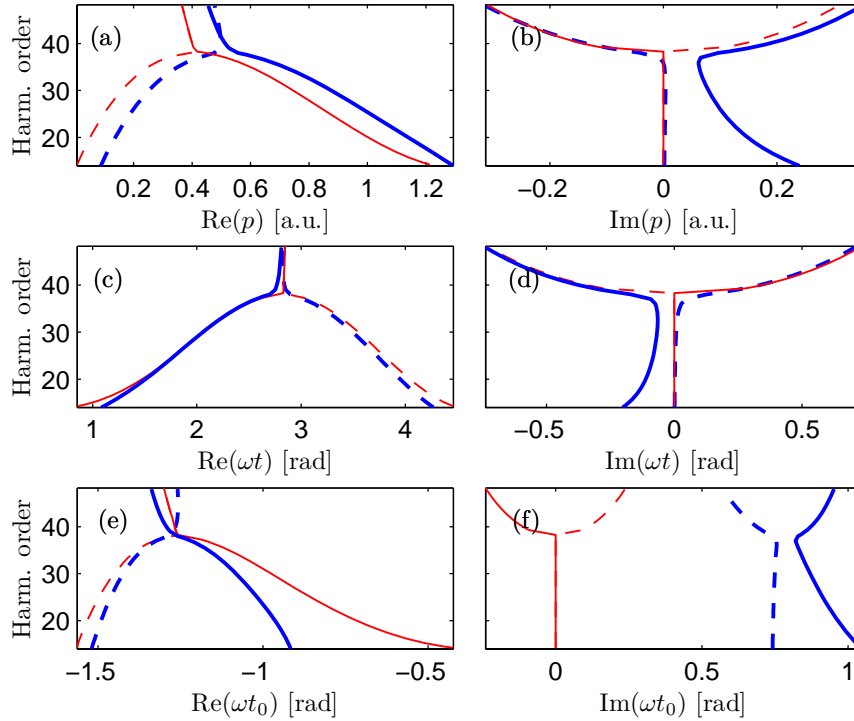 (a)
Harm. order
40
30
20
0.2 0.4 0.6 0.8 1 1.2
Re(p) [a.u.]
(b)
−0.2 0 0.2
Im(p) [a.u.]
(c)
Harm. order
40
30
20
1 2 3 4
Re(ωt) [rad]
(d)
−0.5 0 0.5
Im(ωt) [rad]
(e)
Harm. order
40
30
20
−1.5 −1 −0.5
Re(ωt₀) [rad]
(f)
0 0.5 1
Im(ωt₀) [rad]